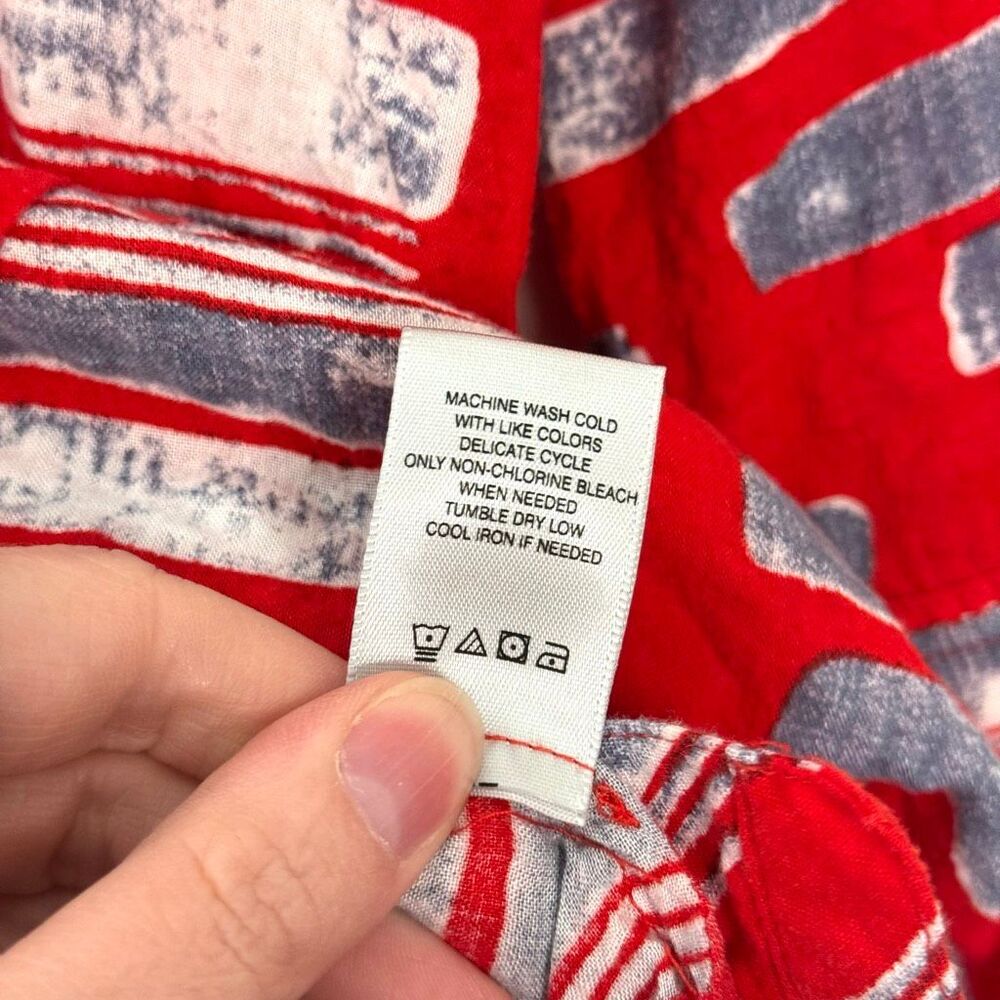 MACHINE WASH COLD
WITH LIKE COLORS
DELICATE CYCLE
ONLY NON-CHLORINE BLEACH
WHEN NEEDED
TUMBLE DRY LOW
COOL IRON IF NEEDED